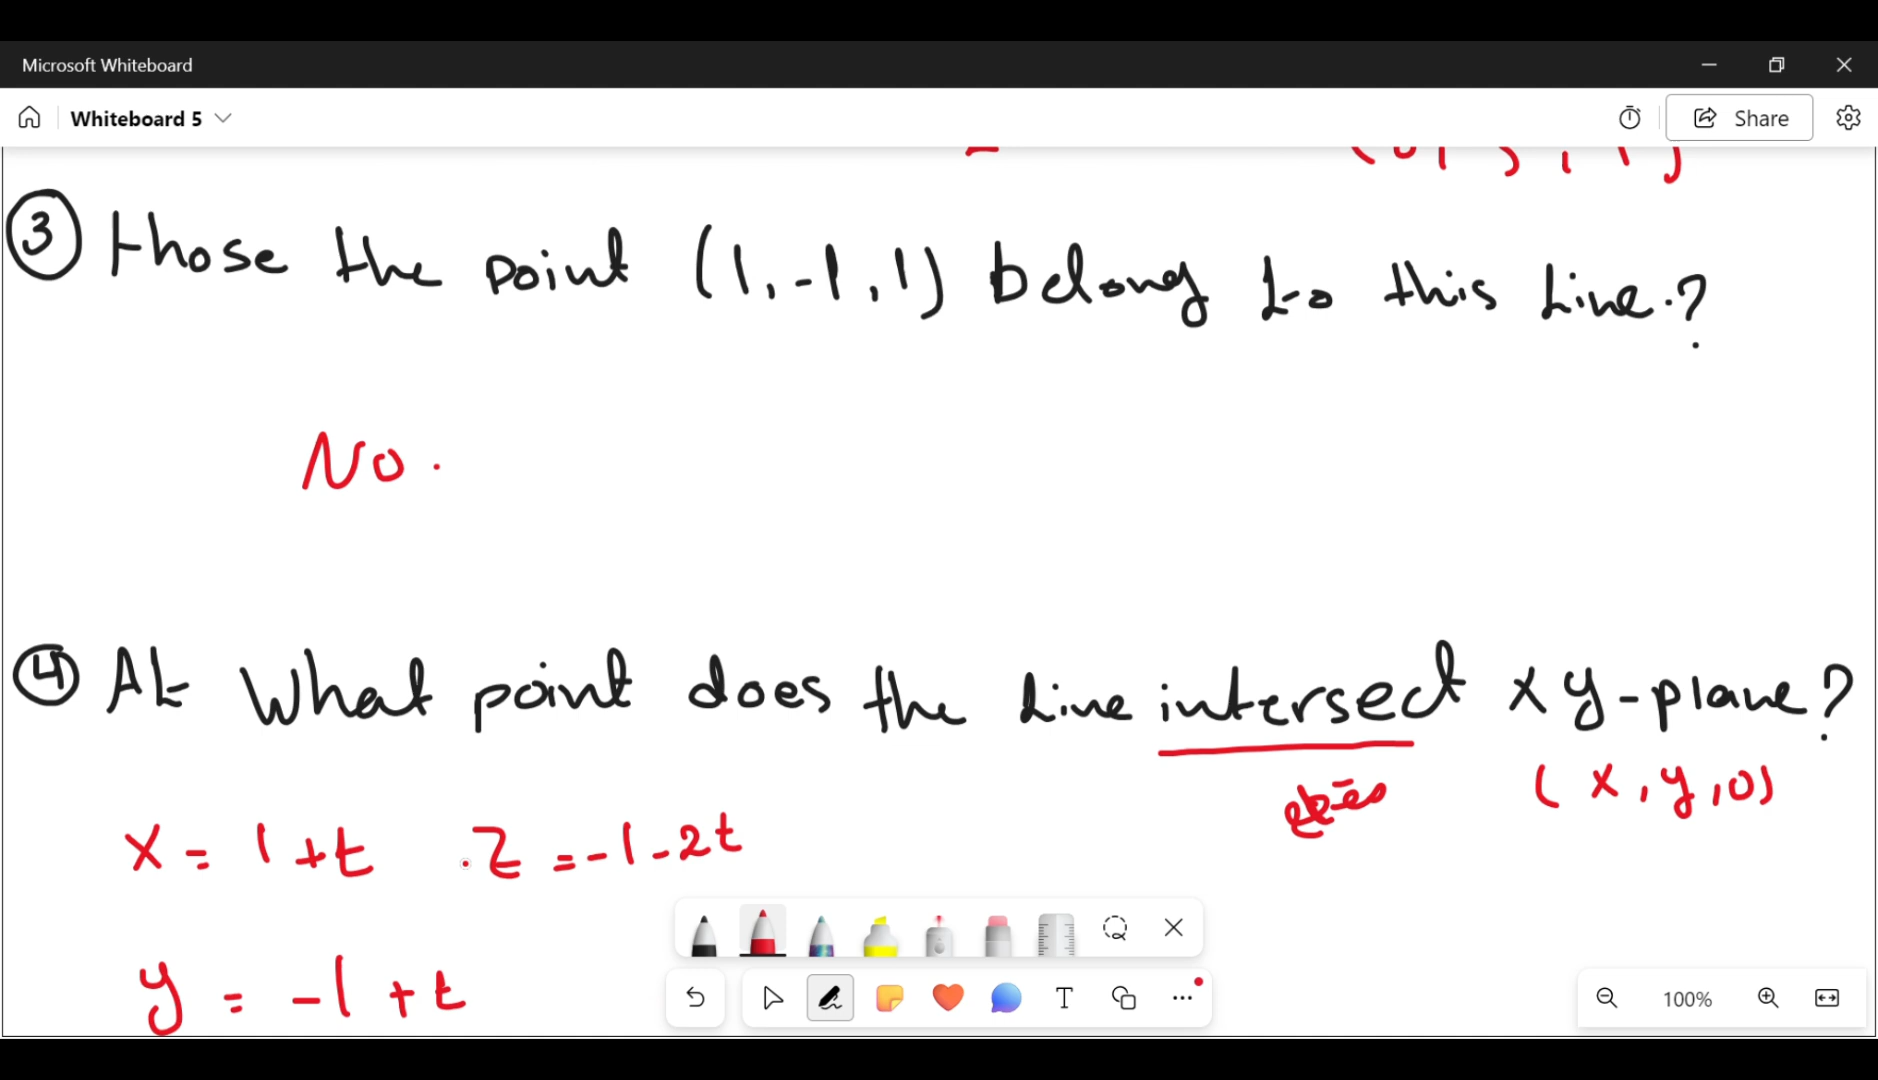 Microsoft Whiteboard
Whiteboard 5
Share
③ those the point (1,-1,1) belong to this Line.?
No.
④ At What point does the Line intersect xy-plane?
(x,y,0)
x = 1+t z = -1-2t
y = -1+t
100%